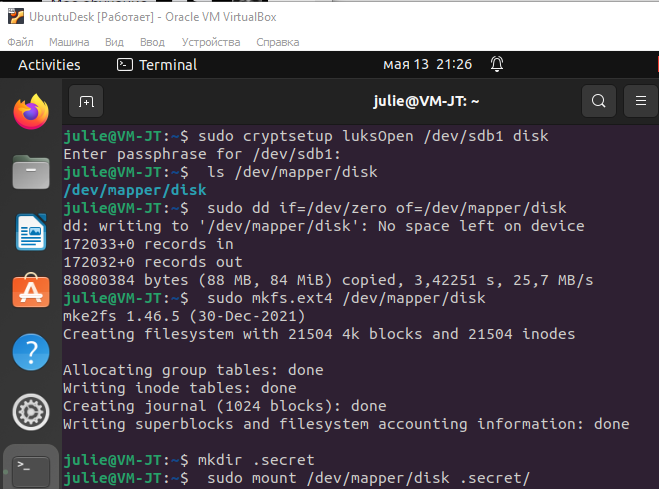 UbuntuDesk [Работает] - Oracle VM VirtualBox
Файл Машина Вид Ввод Устройства Справка
Activities Terminal мая 13 21:26
julie@VM-JT: ~
julie@VM-JT:~$ sudo cryptsetup luksOpen /dev/sdb1 disk
Enter passphrase for /dev/sdb1:
julie@VM-JT:~$  ls /dev/mapper/disk
/dev/mapper/disk
julie@VM-JT:~$  sudo dd if=/dev/zero of=/dev/mapper/disk
dd: writing to '/dev/mapper/disk': No space left on device
172033+0 records in
172032+0 records out
88080384 bytes (88 MB, 84 MiB) copied, 3,42251 s, 25,7 MB/s
julie@VM-JT:~$  sudo mkfs.ext4 /dev/mapper/disk
mke2fs 1.46.5 (30-Dec-2021)
Creating filesystem with 21504 4k blocks and 21504 inodes
Allocating group tables: done
Writing inode tables: done
Creating journal (1024 blocks): done
Writing superblocks and filesystem accounting information: done
julie@VM-JT:~$ mkdir .secret
julie@VM-JT:~$  sudo mount /dev/mapper/disk .secret/